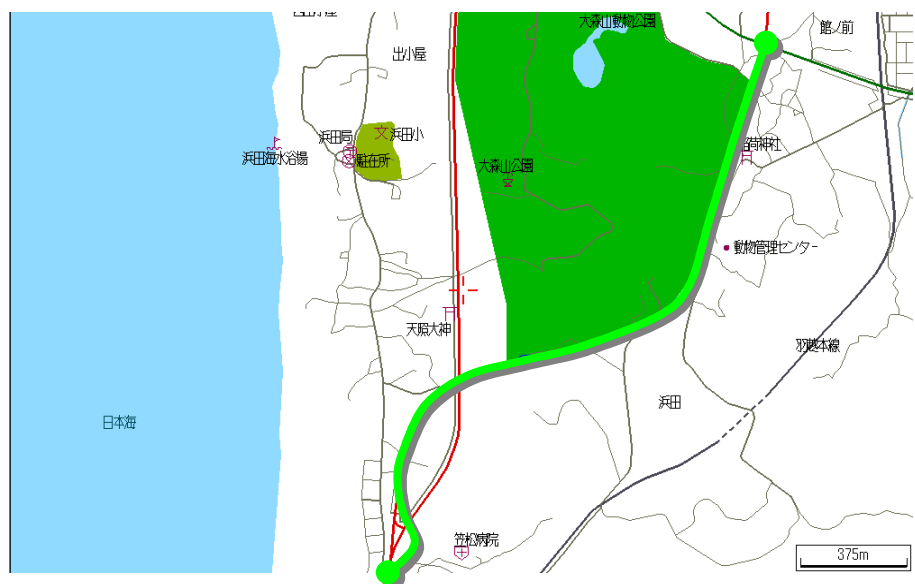 大森山動物公園
館ノ前
出小屋
浜田局
浜田小
浜田海水浴場
駐在所
大森山公園
稲荷神社
動物管理センター
天照大神
羽越本線
浜田
日本海
笠松病院
375m